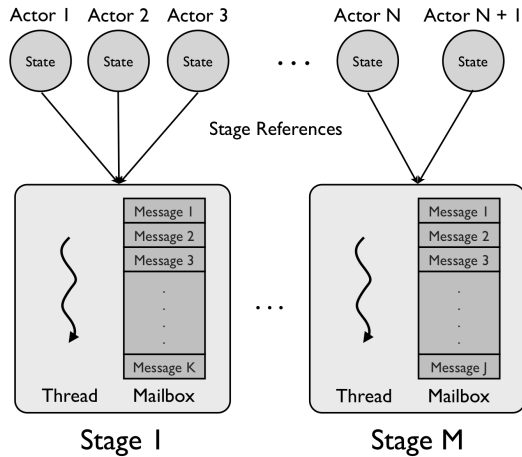 Actor 1 Actor 2 Actor 3 Actor N Actor N + 1
State State State ... State State
Stage References
Message 1 Message 1
Message 2 Message 2
Message 3 Message 3
. .
. .
. ... .
. .
Message K Message J
Thread Mailbox Thread Mailbox
Stage 1 Stage M